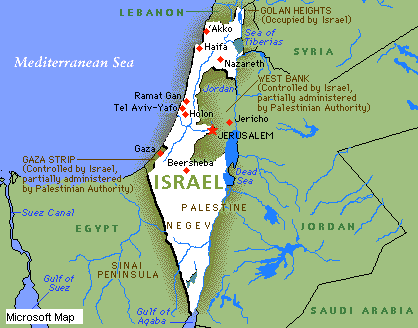 LEBANON
GOLAN HEIGHTS
(Occupied by Israel)
'Akko
Sea of
Tiberias
Haifa
SYRIA
Nazareth
Mediterranean Sea
WEST BANK
(Controlled by Israel,
partially administered
by Palestinian Authority)
Jordan
Ramat Gan
Tel Aviv-Yafo
Holon
Jericho
JERUSALEM
Gaza
GAZA STRIP
(Controlled by Israel,
partially administered
by Palestinian Authority)
Beersheba
Dead
Sea
ISRAEL
PALESTINE
Suez Canal
NEGEV
EGYPT
JORDAN
SINAI
PENINSULA
Gulf of
Suez
Gulf of
Aqaba
SAUDI ARABIA
Microsoft Map